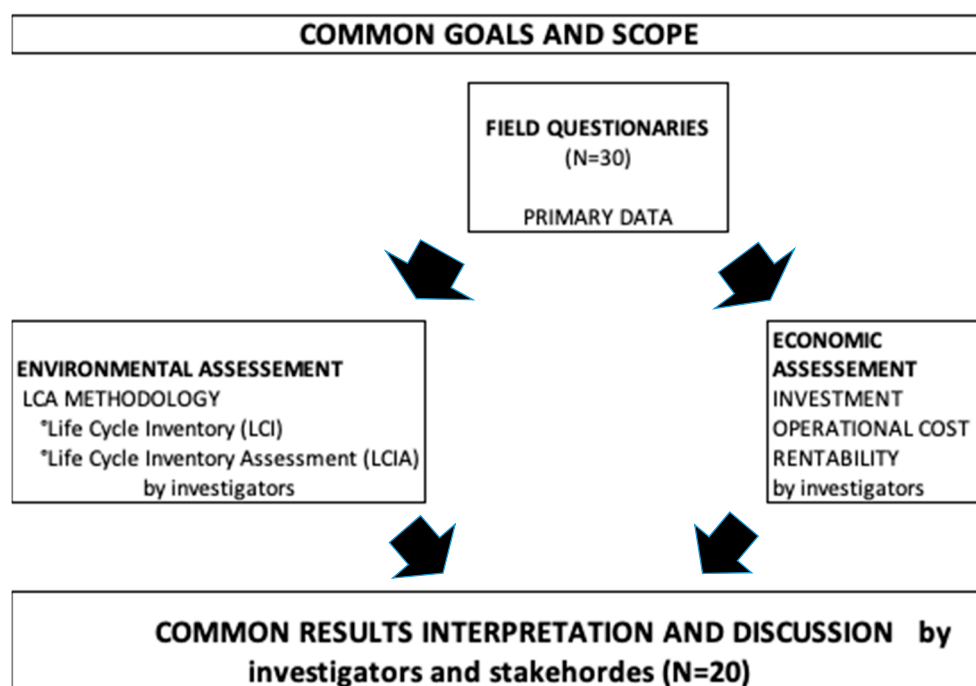 COMMON GOALS AND SCOPE
FIELD QUESTIONARIES
(N=30)
PRIMARY DATA
ENVIRONMENTAL ASSESSEMENT
LCA METHODOLOGY
°Life Cycle Inventory (LCI)
°Life Cycle Inventory Assessment (LCIA)
by investigators
ECONOMIC
ASSESSEMENT
INVESTMENT
OPERATIONAL COST
RENTABILITY
by investigators
COMMON RESULTS INTERPRETATION AND DISCUSSION by
investigators and stakehordes (N=20)